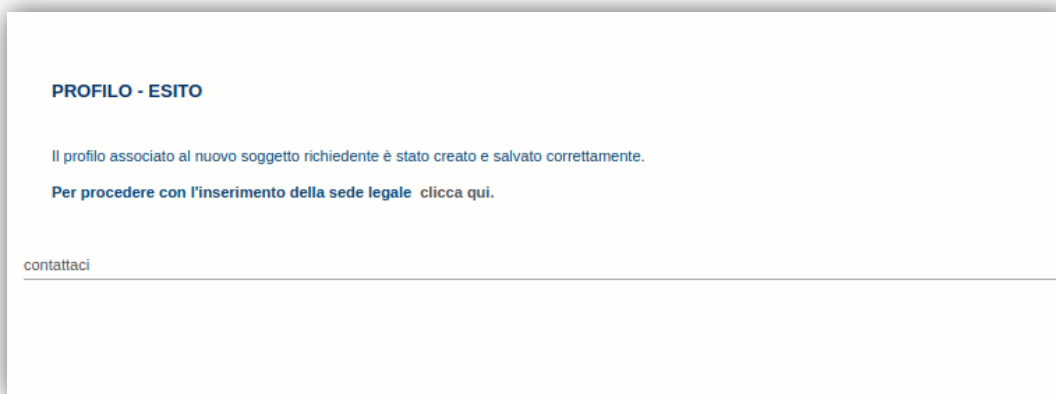 PROFILO - ESITO
Il profilo associato al nuovo soggetto richiedente è stato creato e salvato correttamente.
Per procedere con l'inserimento della sede legale clicca qui.
contattaci